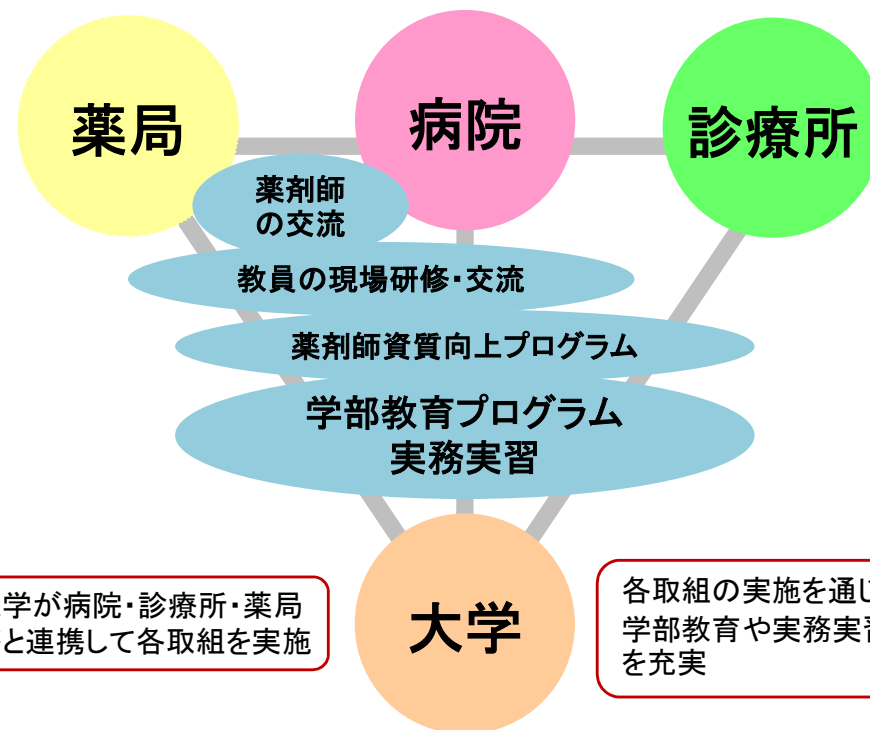 薬局
病院
診療所
薬剤師
の交流
教員の現場研修・交流
薬剤師資質向上プログラム
学部教育プログラム
実務実習
学が病院・診療所・薬局
と連携して各取組を実施
大学
各取組の実施を通じ
学部教育や実務実習
を充実